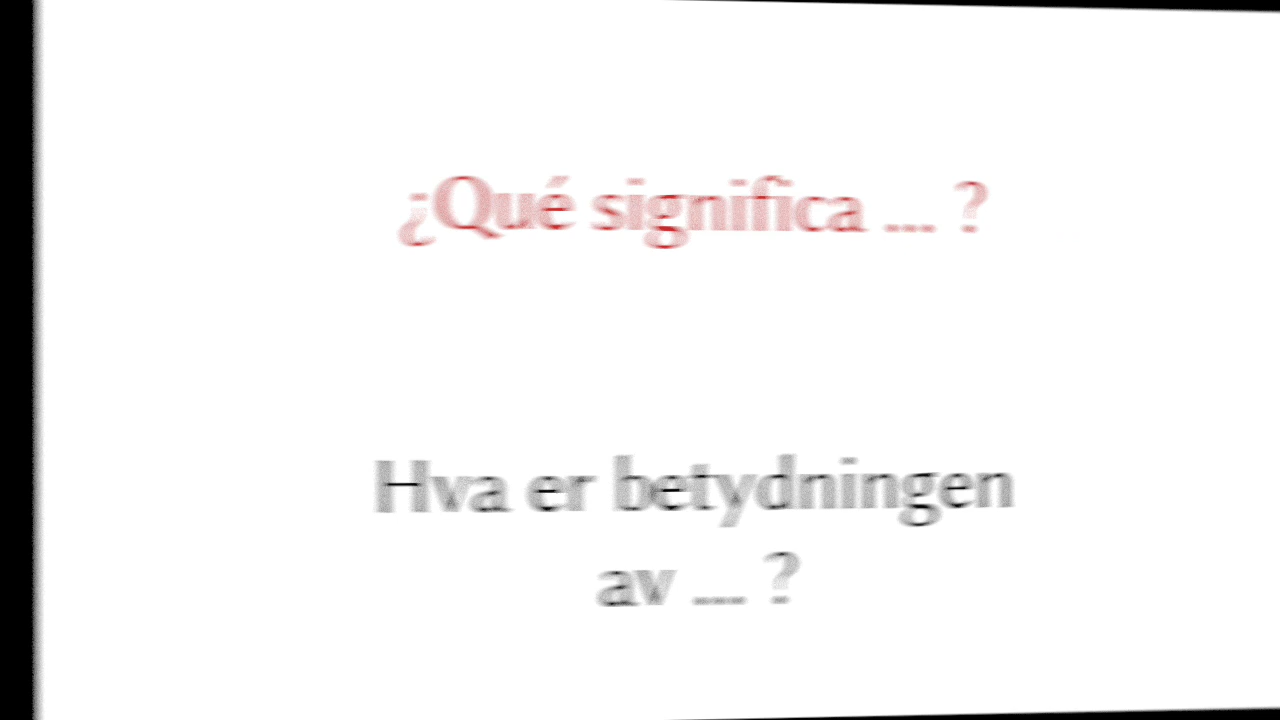 ¿Qué significa ... ?
Hva er betydningen
av ... ?